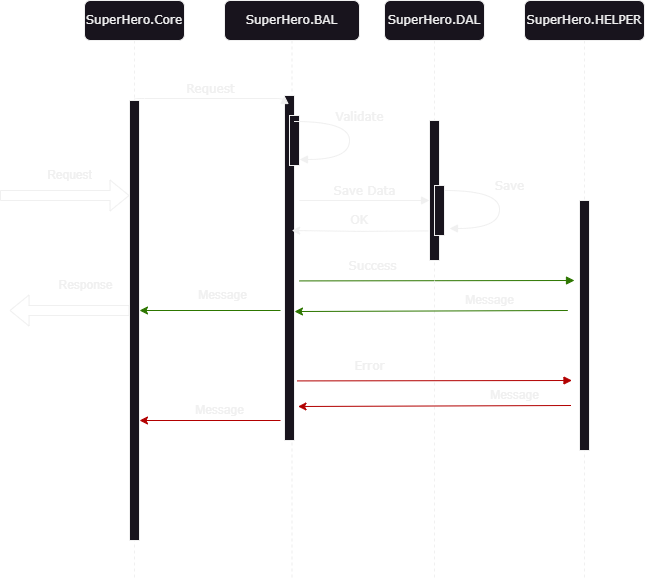 SuperHero.Core
SuperHero.BAL
SuperHero.DAL
SuperHero.HELPER
Request
Validate
Request
Save Data
Save
OK
Success
Response
Message
Message
Error
Message
Message